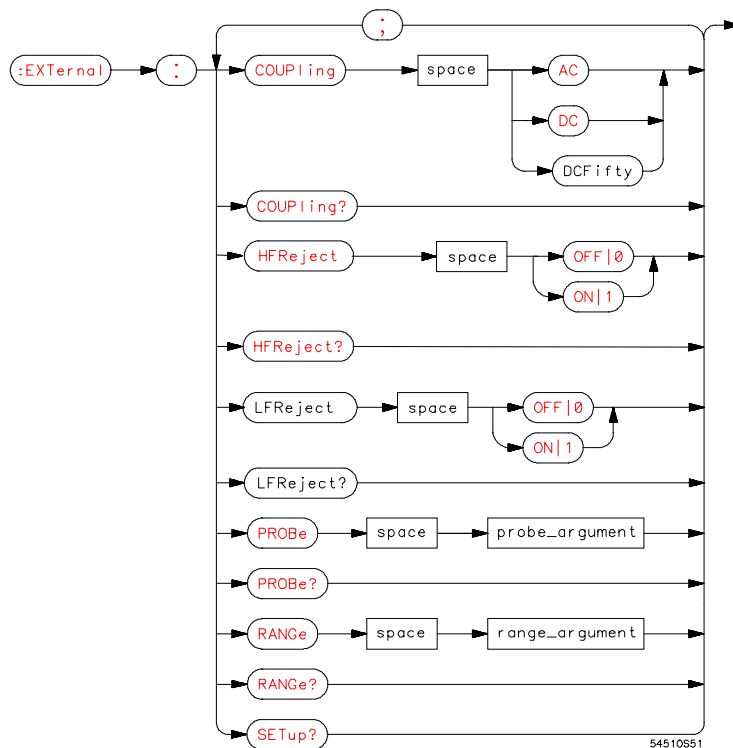 ;
:EXTernal : COUPling space AC
DC
DCFifty
COUPling?
HFReject space OFF|0
ON|1
HFReject?
LFReject space OFF|0
ON|1
LFReject?
PROBe space probe_argument
PROBe?
RANGe space range_argument
RANGe?
SETup?
54510S51